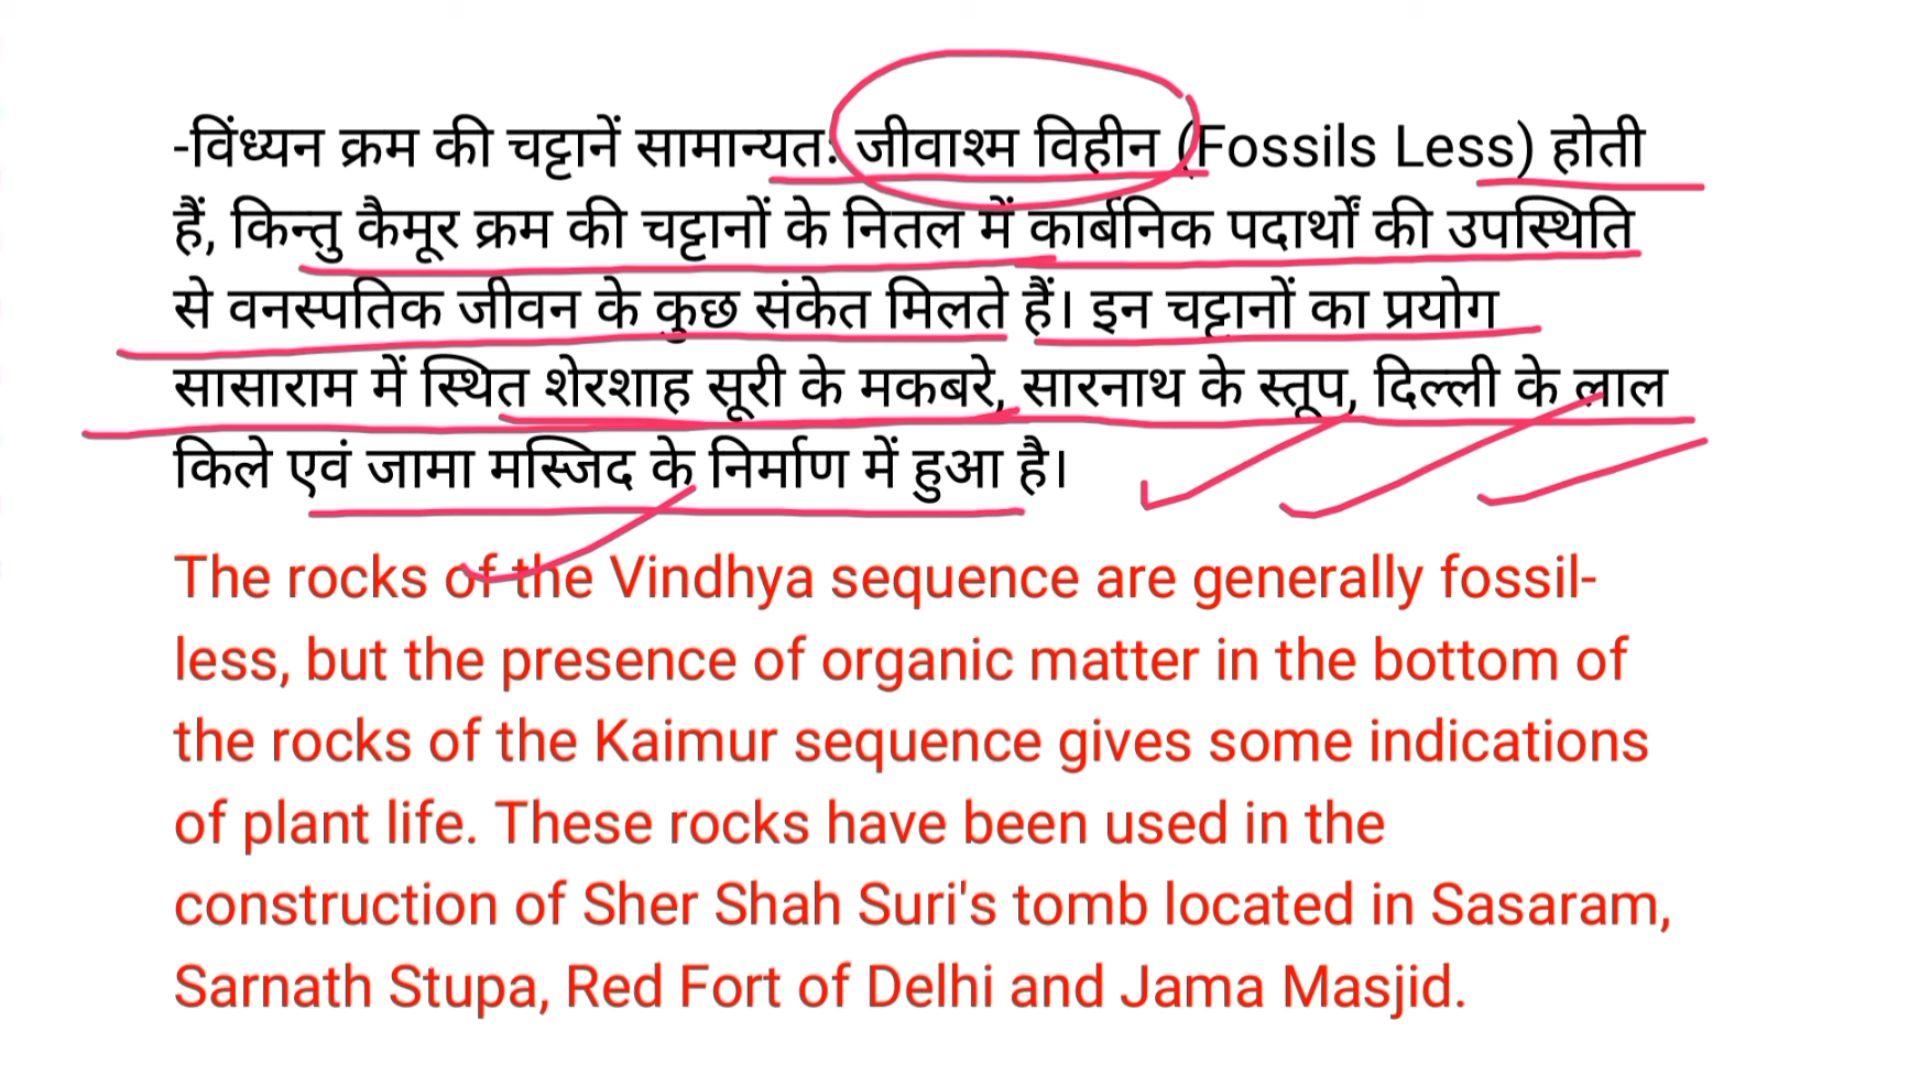 -विंध्यन क्रम की चट्टानें सामान्यत: जीवाश्म विहीन (Fossils Less) होती
हैं, किन्तु कैमूर क्रम की चट्टानों के नितल में कार्बनिक पदार्थों की उपस्थिति
से वनस्पतिक जीवन के कुछ संकेत मिलते हैं। इन चट्टानों का प्रयोग
सासाराम में स्थित शेरशाह सूरी के मकबरे, सारनाथ के स्तूप, दिल्ली के लाल
किले एवं जामा मस्जिद के निर्माण में हुआ है।
The rocks of the Vindhya sequence are generally fossil-
less, but the presence of organic matter in the bottom of
the rocks of the Kaimur sequence gives some indications
of plant life. These rocks have been used in the
construction of Sher Shah Suri's tomb located in Sasaram,
Sarnath Stupa, Red Fort of Delhi and Jama Masjid.